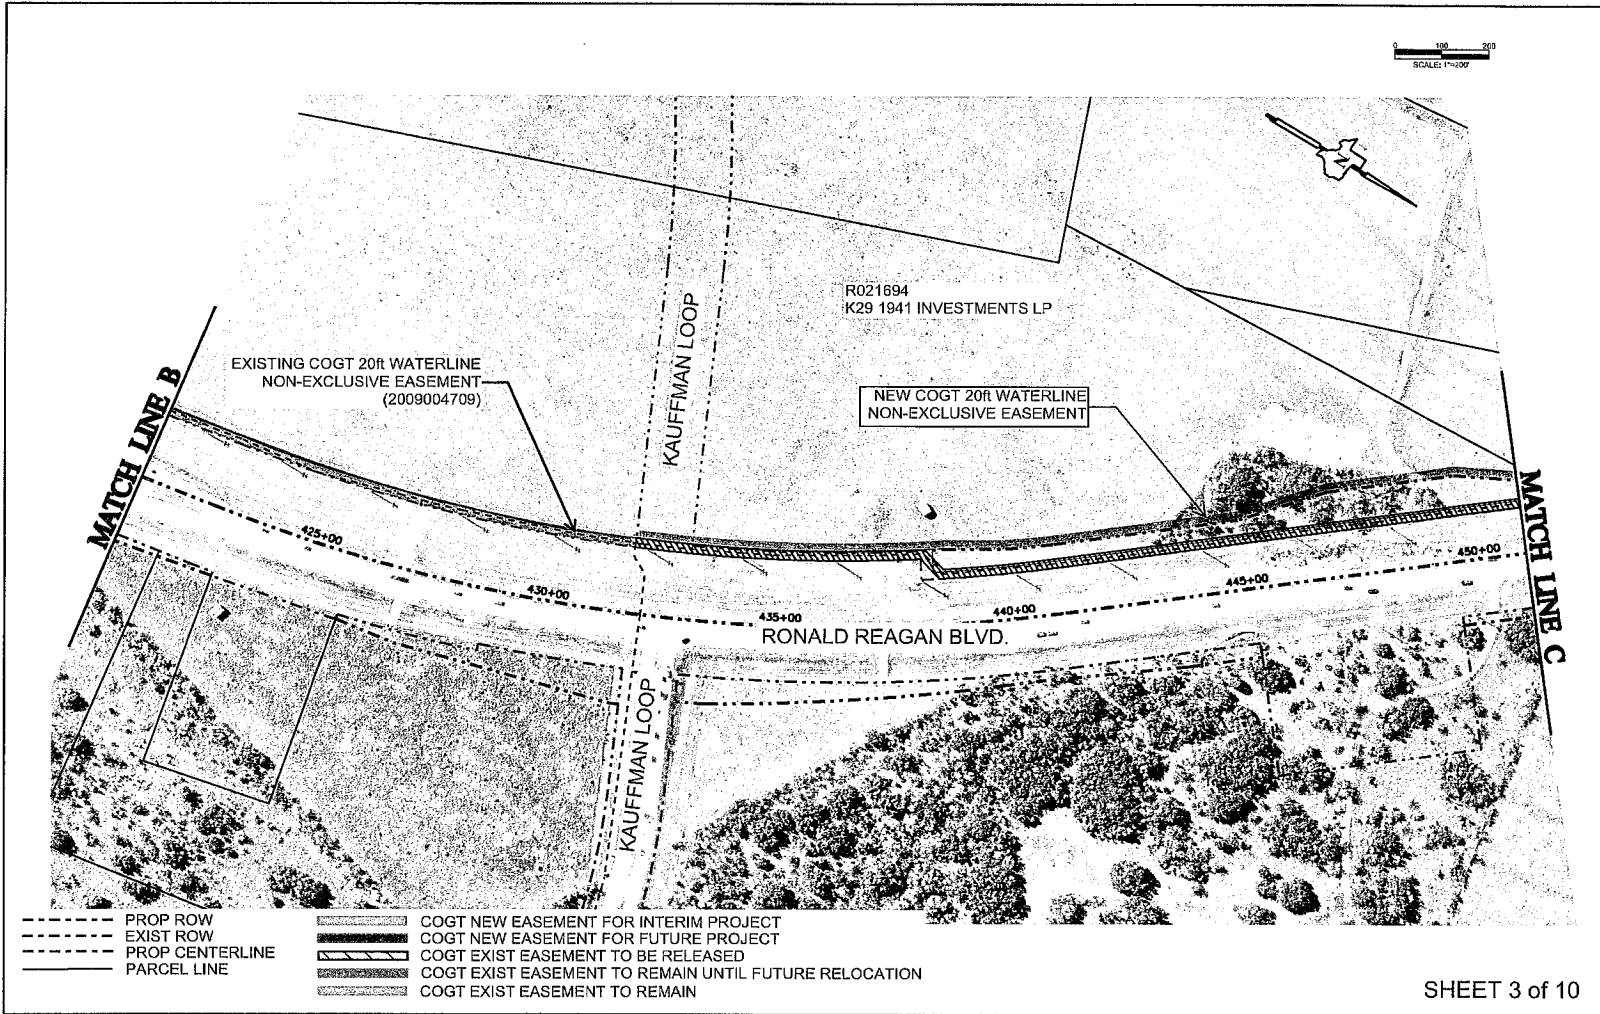 0 100 200
SCALE: 1"=200'
N
R021694
K29 1941 INVESTMENTS LP
KAUFFMAN LOOP
EXISTING COGT 20ft WATERLINE
NON-EXCLUSIVE EASEMENT
(2009004709)
NEW COGT 20ft WATERLINE
NON-EXCLUSIVE EASEMENT
MATCH LINE B
MATCH LINE C
425+00
430+00
435+00
440+00
445+00
450+00
RONALD REAGAN BLVD.
KAUFFMAN LOOP
PROP ROW
EXIST ROW
PROP CENTERLINE
PARCEL LINE
COGT NEW EASEMENT FOR INTERIM PROJECT
COGT NEW EASEMENT FOR FUTURE PROJECT
COGT EXIST EASEMENT TO BE RELEASED
COGT EXIST EASEMENT TO REMAIN UNTIL FUTURE RELOCATION
COGT EXIST EASEMENT TO REMAIN
SHEET 3 of 10